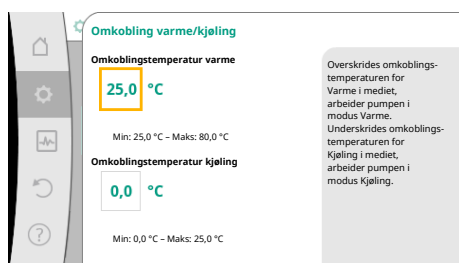 Omkobling varme/kjøling
Omkoblingstemperatur varme
25,0 °C
Min: 25,0 °C – Maks: 80,0 °C
Omkoblingstemperatur kjøling
0,0 °C
Min: 0,0 °C – Maks: 25,0 °C
Overskrides omkoblings-
temperaturen for
Varme i mediet,
arbeider pumpen i
modus Varme.
Underskrides omkoblings-
temperaturen for
Kjøling i mediet,
arbeider pumpen i
modus Kjøling.